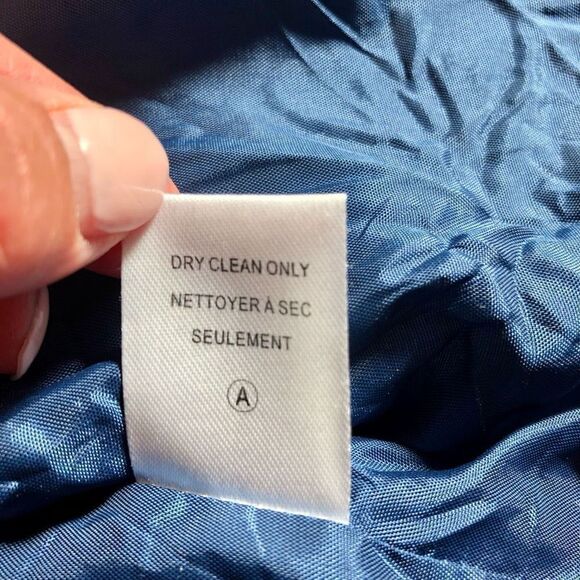 DRY CLEAN ONLY
NETTOYER À SEC
SEULEMENT
A